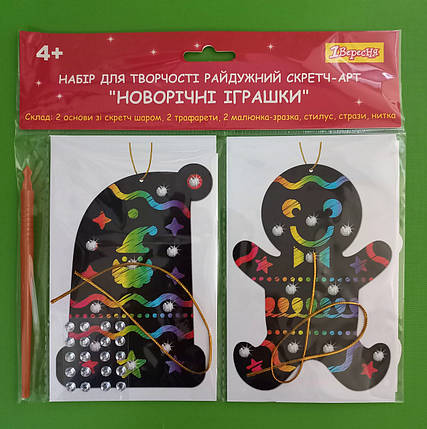 4+
1Вересня
НАБІР ДЛЯ ТВОРЧОСТІ РАЙДУЖНИЙ СКРЕТЧ-АРТ
"НОВОРІЧНІ ІГРАШКИ"
Склад: 2 основи зі скретч шаром, 2 трафарети, 2 малюнка-зразка, стилус, стрази, нитка